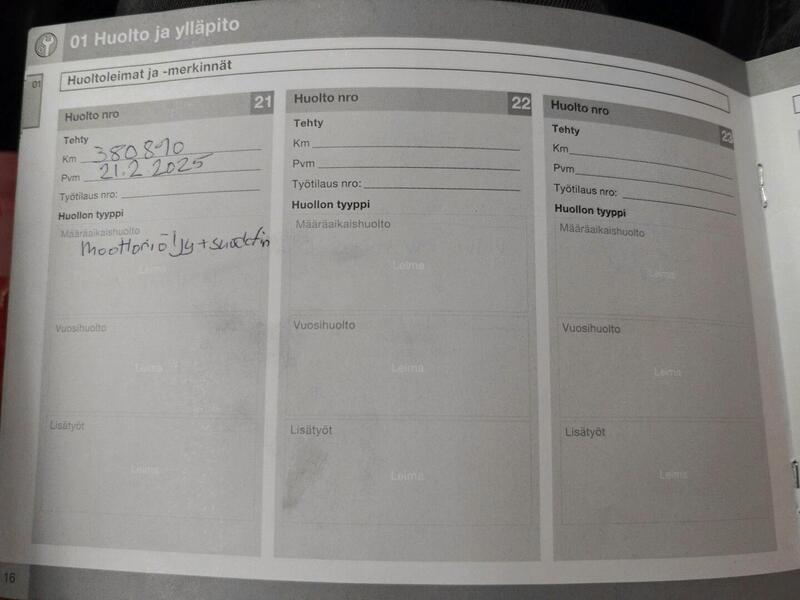 01 Huolto ja ylläpito
01
Huoltoleimat ja -merkinnät
Huolto nro 21
Tehty
Km 380890
Pvm 21.2.2025
Työtilaus nro:
Huollon tyyppi
Määräaikaishuolto
moottoriöljy + suodatin
Vuosihuolto
Leima
Lisätyöt
Leima
Huolto nro 22
Tehty
Km
Pvm
Työtilaus nro:
Huollon tyyppi
Määräaikaishuolto
Leima
Vuosihuolto
Leima
Lisätyöt
Leima
Huolto nro 23
Tehty
Km
Pvm
Työtilaus nro:
Huollon tyyppi
Määräaikaishuolto
Leima
Vuosihuolto
Leima
Lisätyöt
Leima
16